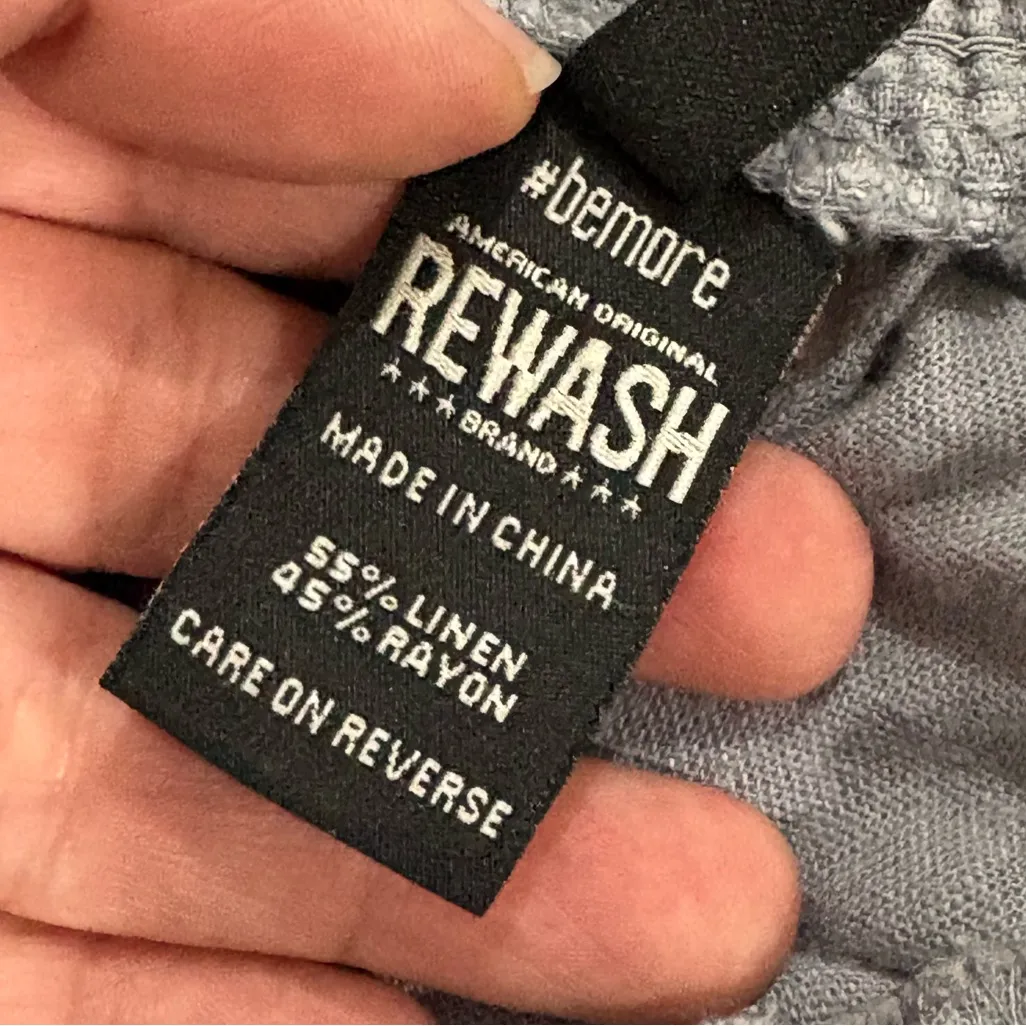 #bemore
AMERICAN ORIGINAL
REWASH
★★★BRAND★★★
MADE IN CHINA
55% LINEN
45% RAYON
CARE ON REVERSE